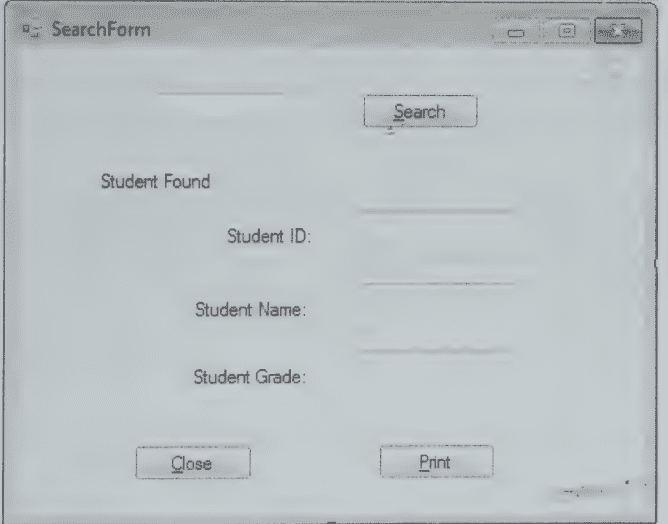 SearchForm
Search
Student Found
Student ID:
Student Name:
Student Grade:
Close
Print